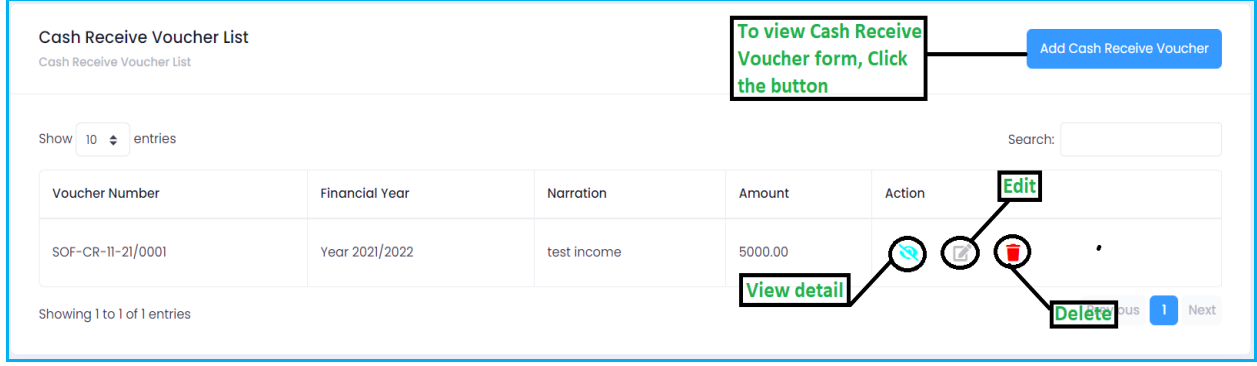 Cash Receive Voucher List
Cash Receive Voucher List
To view Cash Receive
Voucher form, Click
the button
Add Cash Receive Voucher
Show 10 entries
Search:
Voucher Number Financial Year Narration Amount Action
Edit
SOF-CR-11-21/0001 Year 2021/2022 test income 5000.00
View detail
Delete
Showing 1 to 1 of 1 entries
1 Next